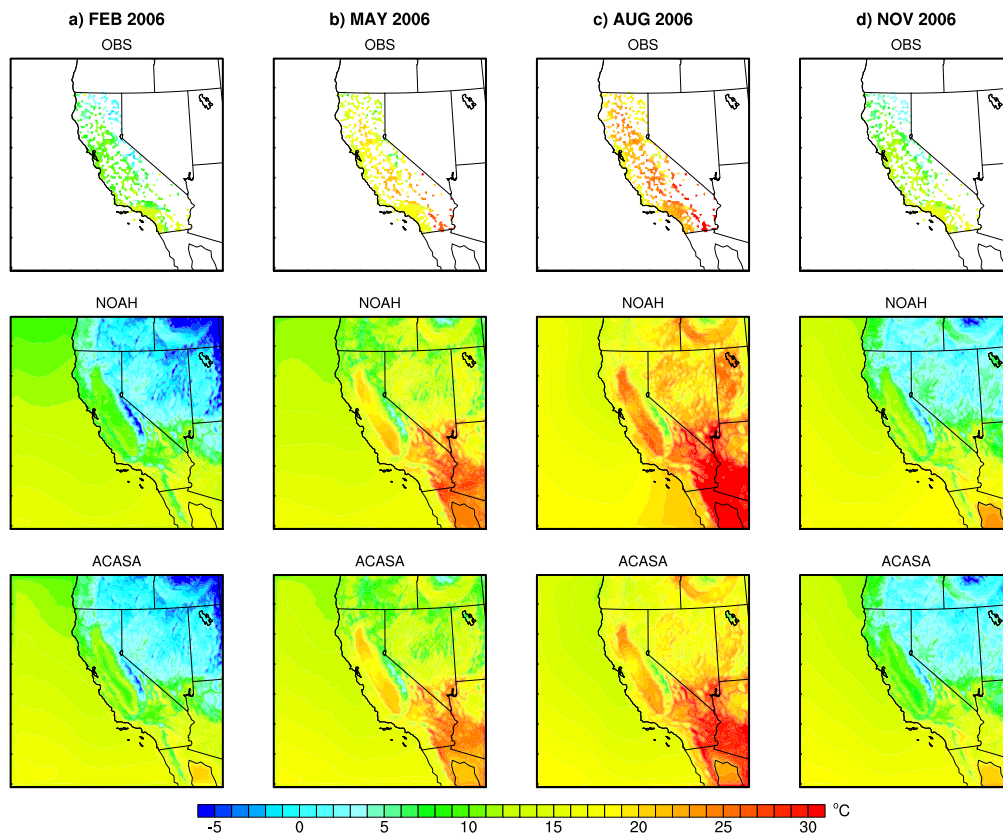 a) FEB 2006 b) MAY 2006 c) AUG 2006 d) NOV 2006
OBS OBS OBS OBS
NOAH NOAH NOAH NOAH
ACASA ACASA ACASA ACASA
-5 0 5 10 15 20 25 30 °C